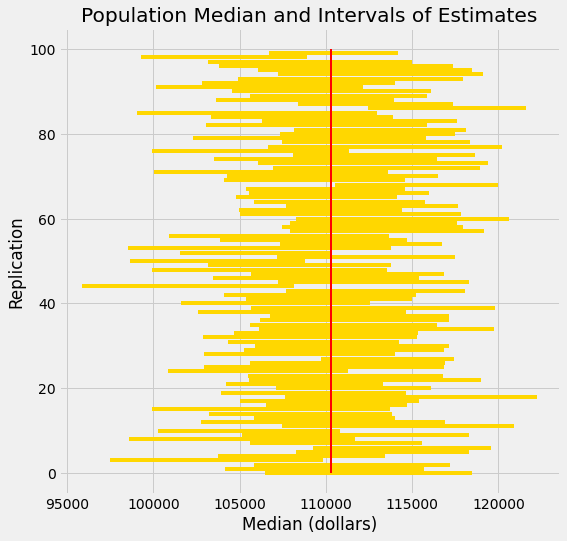 Population Median and Intervals of Estimates
100
80
60
40
20
0
Replication
95000 100000 105000 110000 115000 120000
Median (dollars)